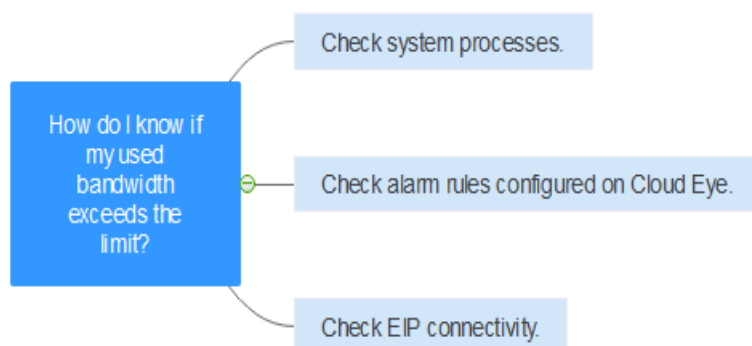 How do I know if
my used
bandwidth
exceeds the
limit?
Check system processes.
Check alarm rules configured on Cloud Eye.
Check EIP connectivity.